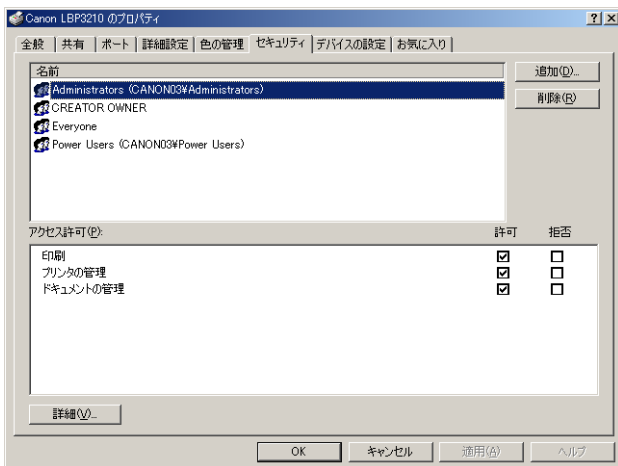 Canon LBP3210 のプロパティ
全般 共有 ポート 詳細設定 色の管理 セキュリティ デバイスの設定 お気に入り
名前
追加(D)...
Administrators (CANON03¥Administrators)
削除(R)
CREATOR OWNER
Everyone
Power Users (CANON03¥Power Users)
アクセス許可(P): 許可 拒否
印刷
プリンタの管理
ドキュメントの管理
詳細(V)...
OK キャンセル 適用(A) ヘルプ